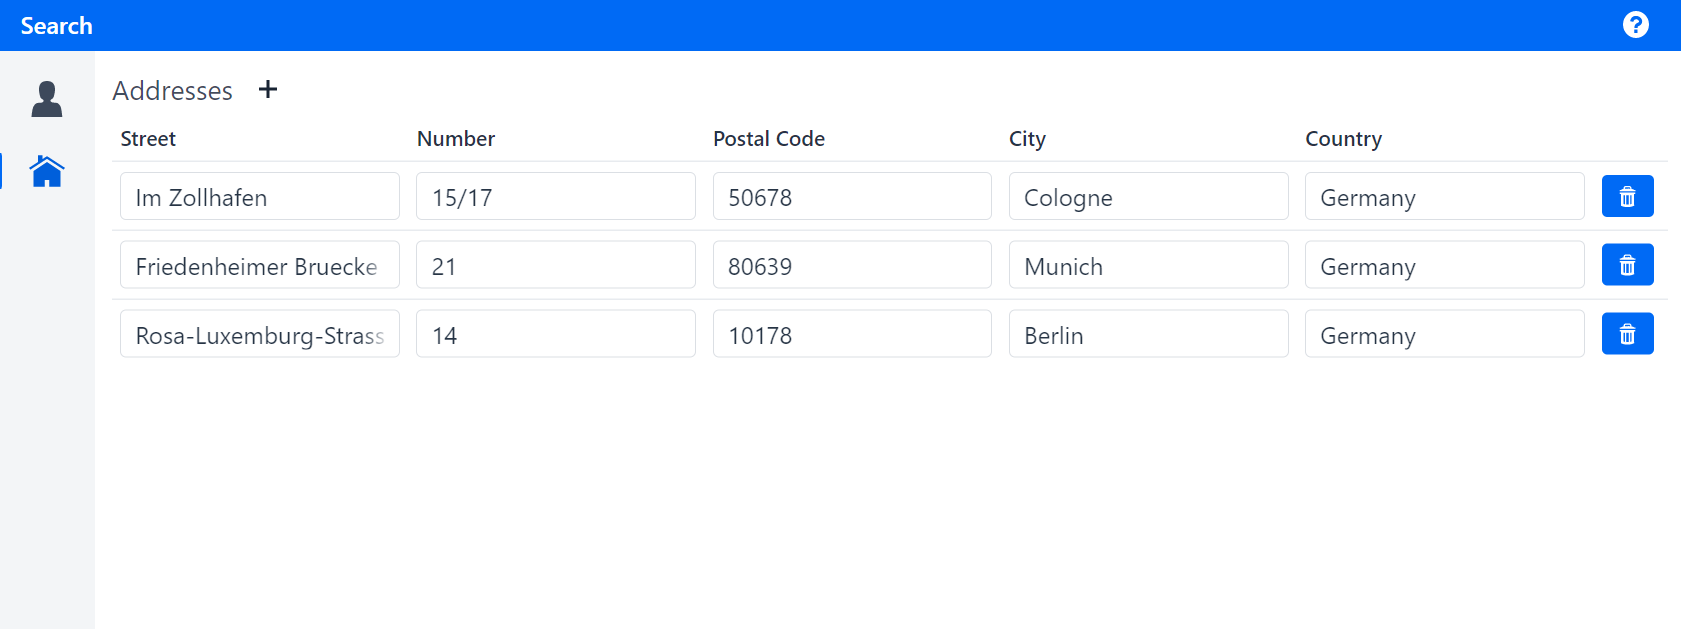 Search
Addresses +
Street Number Postal Code City Country
Im Zollhafen 15/17 50678 Cologne Germany
Friedenheimer Bruecke 21 80639 Munich Germany
Rosa-Luxemburg-Strass 14 10178 Berlin Germany